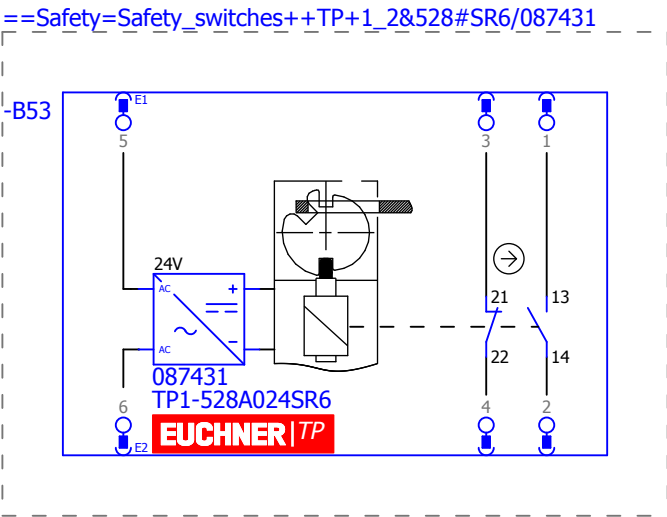 ==Safety=Safety_switches++TP+1_2&528#SR6/087431
-B53
E1
5
3
1
24V
AC
+
21
13
AC
-
22
14
087431
TP1-528A024SR6
6
4
2
EUCHNER|TP
E2